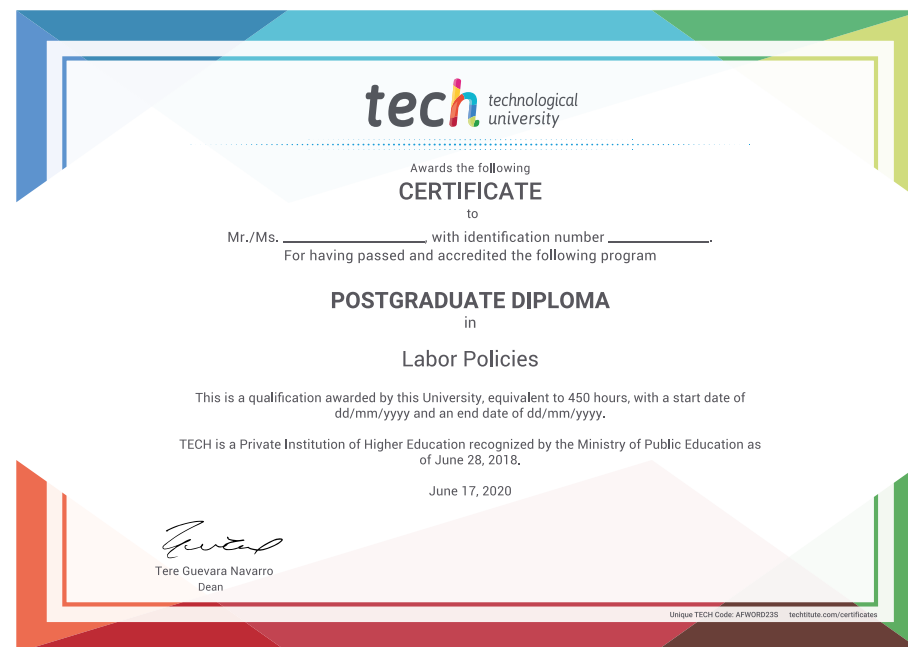 tech technological
university
Awards the following
CERTIFICATE
to
Mr./Ms. ____________________, with identification number ______________.
For having passed and accredited the following program
POSTGRADUATE DIPLOMA
in
Labor Policies
This is a qualification awarded by this University, equivalent to 450 hours, with a start date of
dd/mm/yyyy and an end date of dd/mm/yyyy.
TECH is a Private Institution of Higher Education recognized by the Ministry of Public Education as
of June 28, 2018.
June 17, 2020
Tere Guevara Navarro
Dean
Unique TECH Code: AFWORD23S techtitute.com/certificates